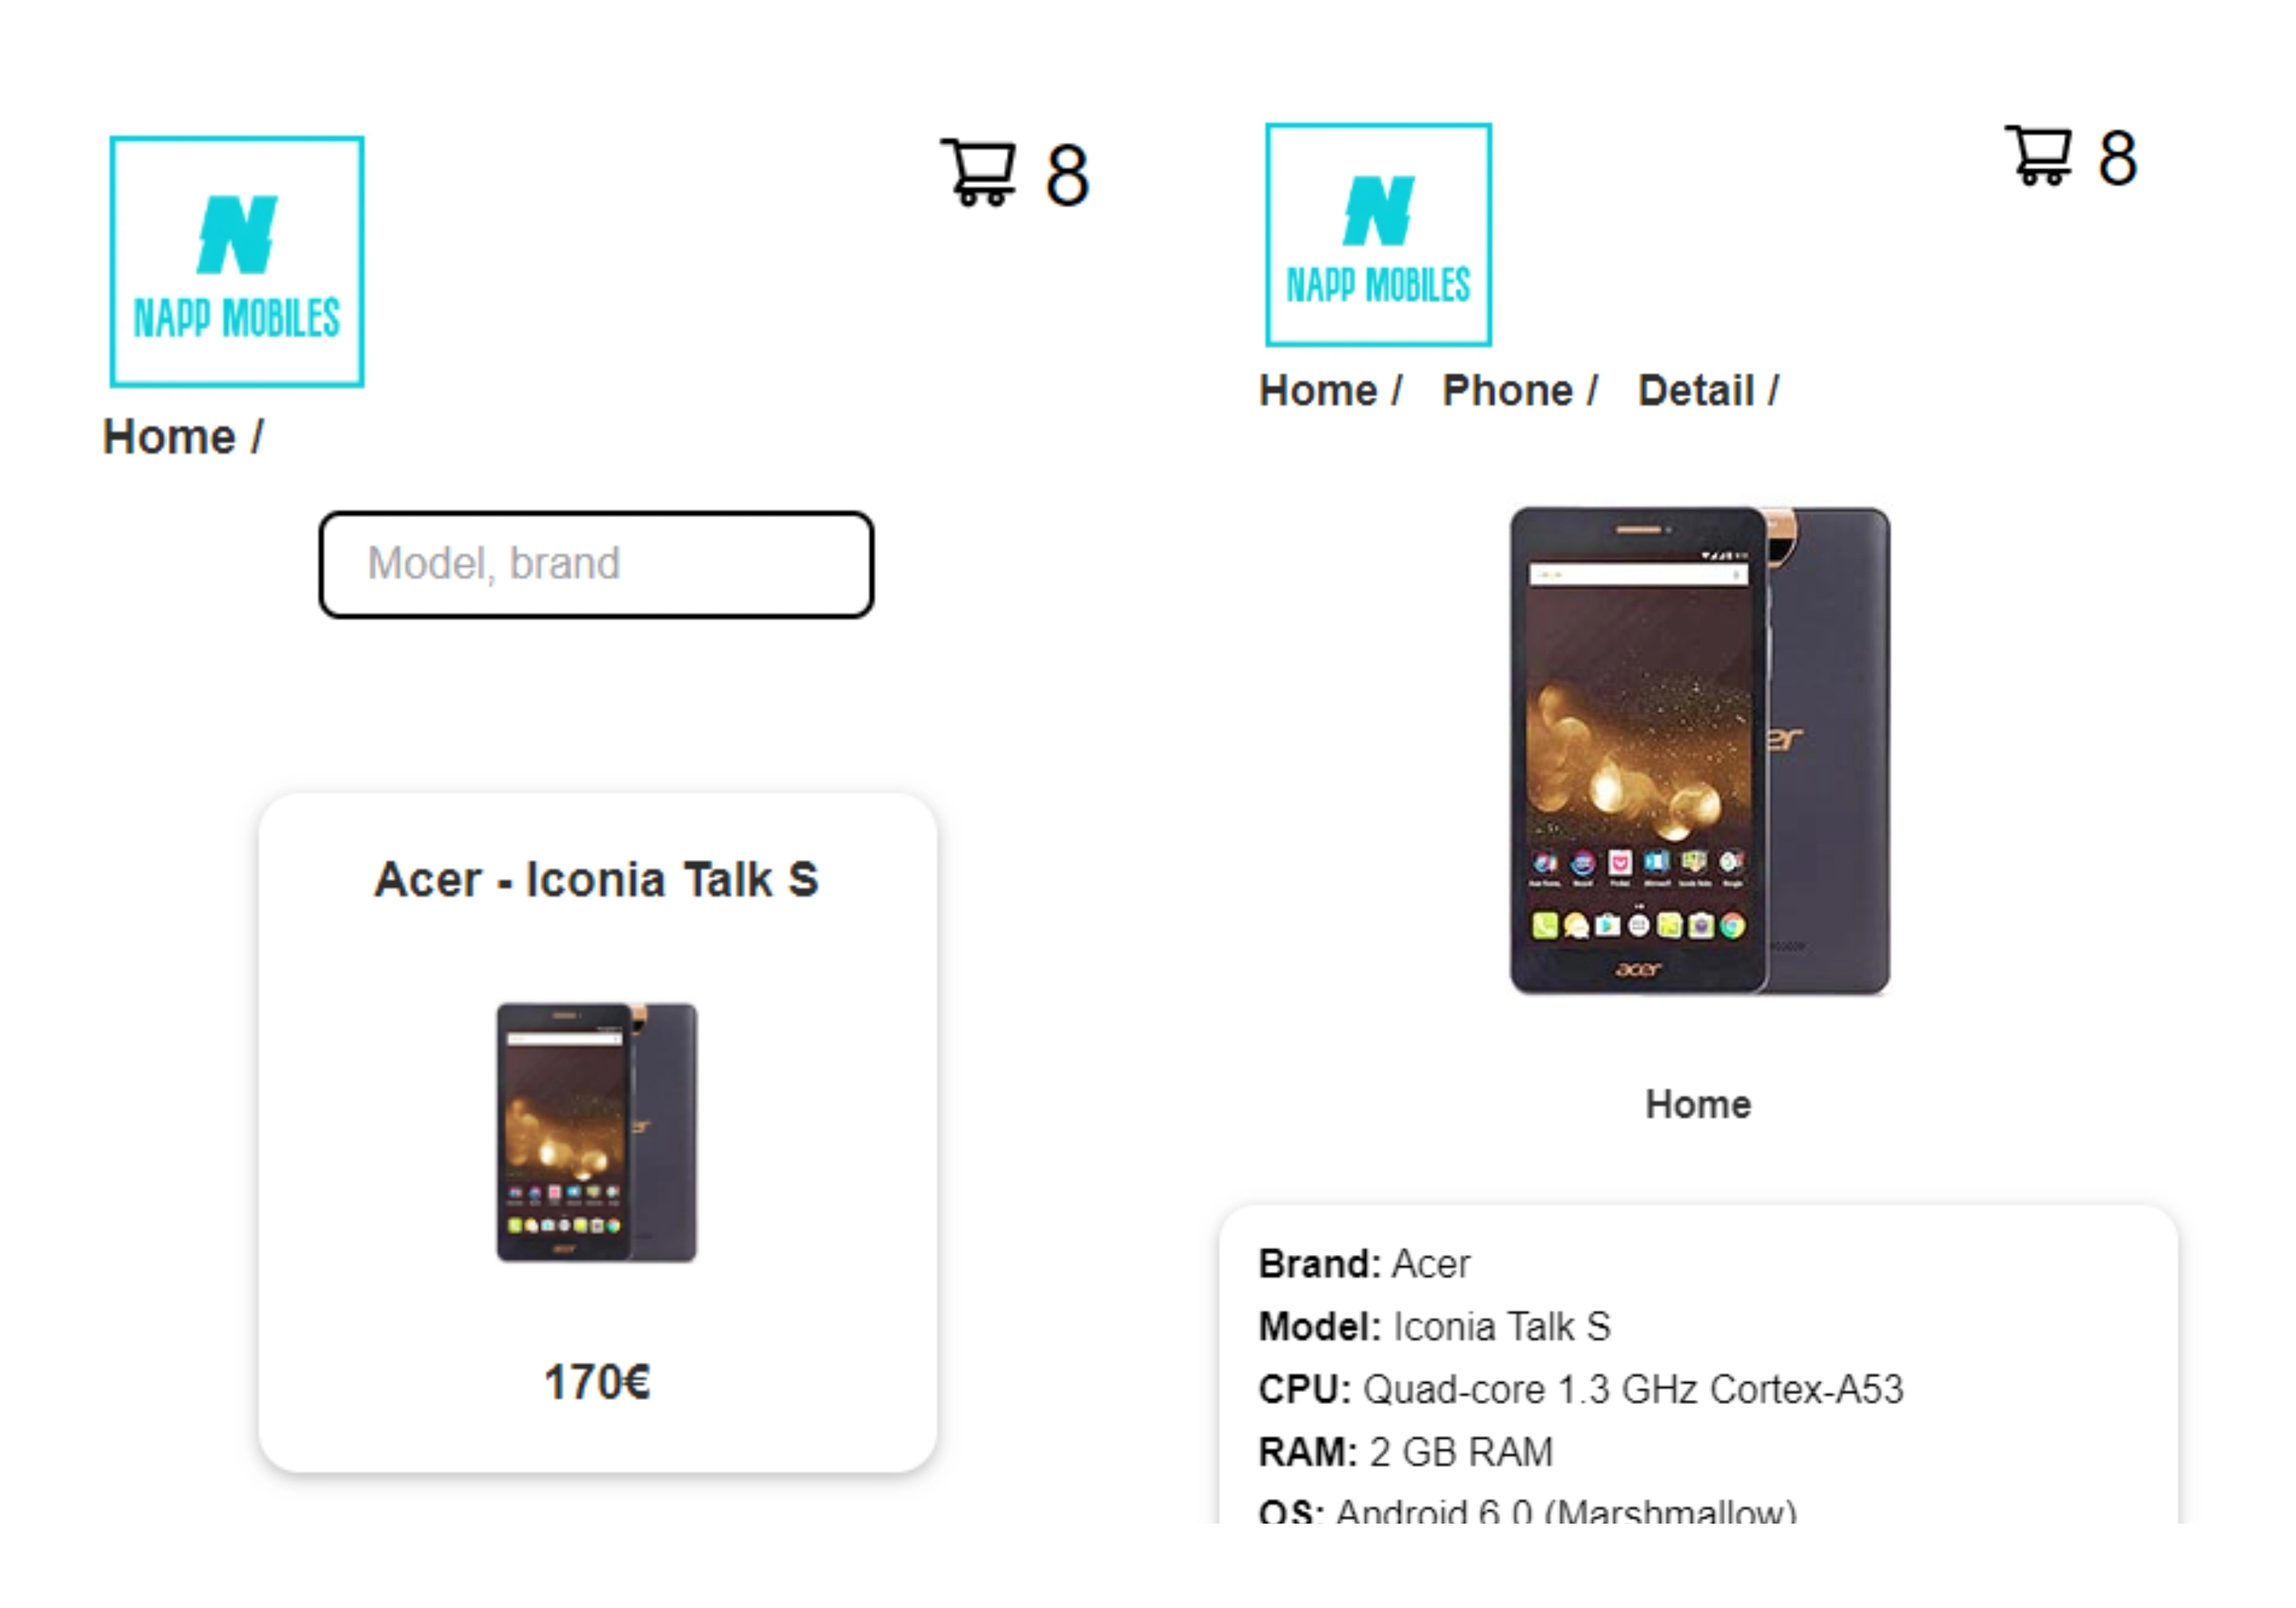 N
NAPP MOBILES
8
Home /
Model, brand
Acer - Iconia Talk S
acer
170€
N
NAPP MOBILES
8
Home / Phone / Detail /
er
acer
Home
Brand: Acer
Model: Iconia Talk S
CPU: Quad-core 1.3 GHz Cortex-A53
RAM: 2 GB RAM
OS: Android 6.0 (Marshmallow)